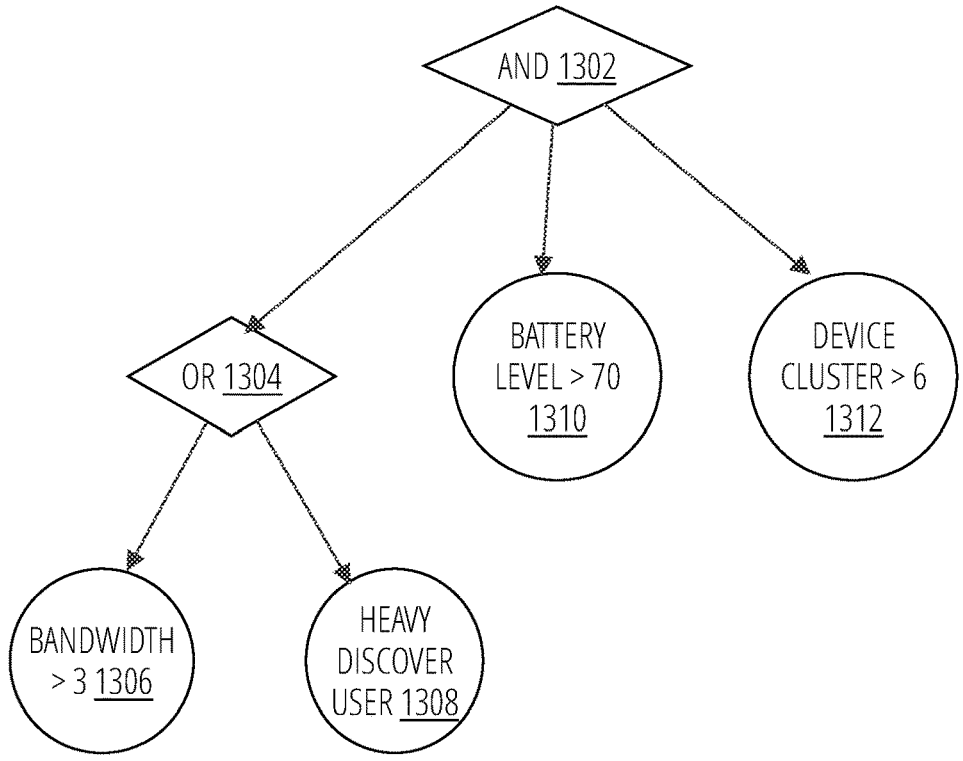 AND 1302
OR 1304
BATTERY
LEVEL > 70
1310
DEVICE
CLUSTER > 6
1312
BANDWIDTH
> 3 1306
HEAVY
DISCOVER
USER 1308